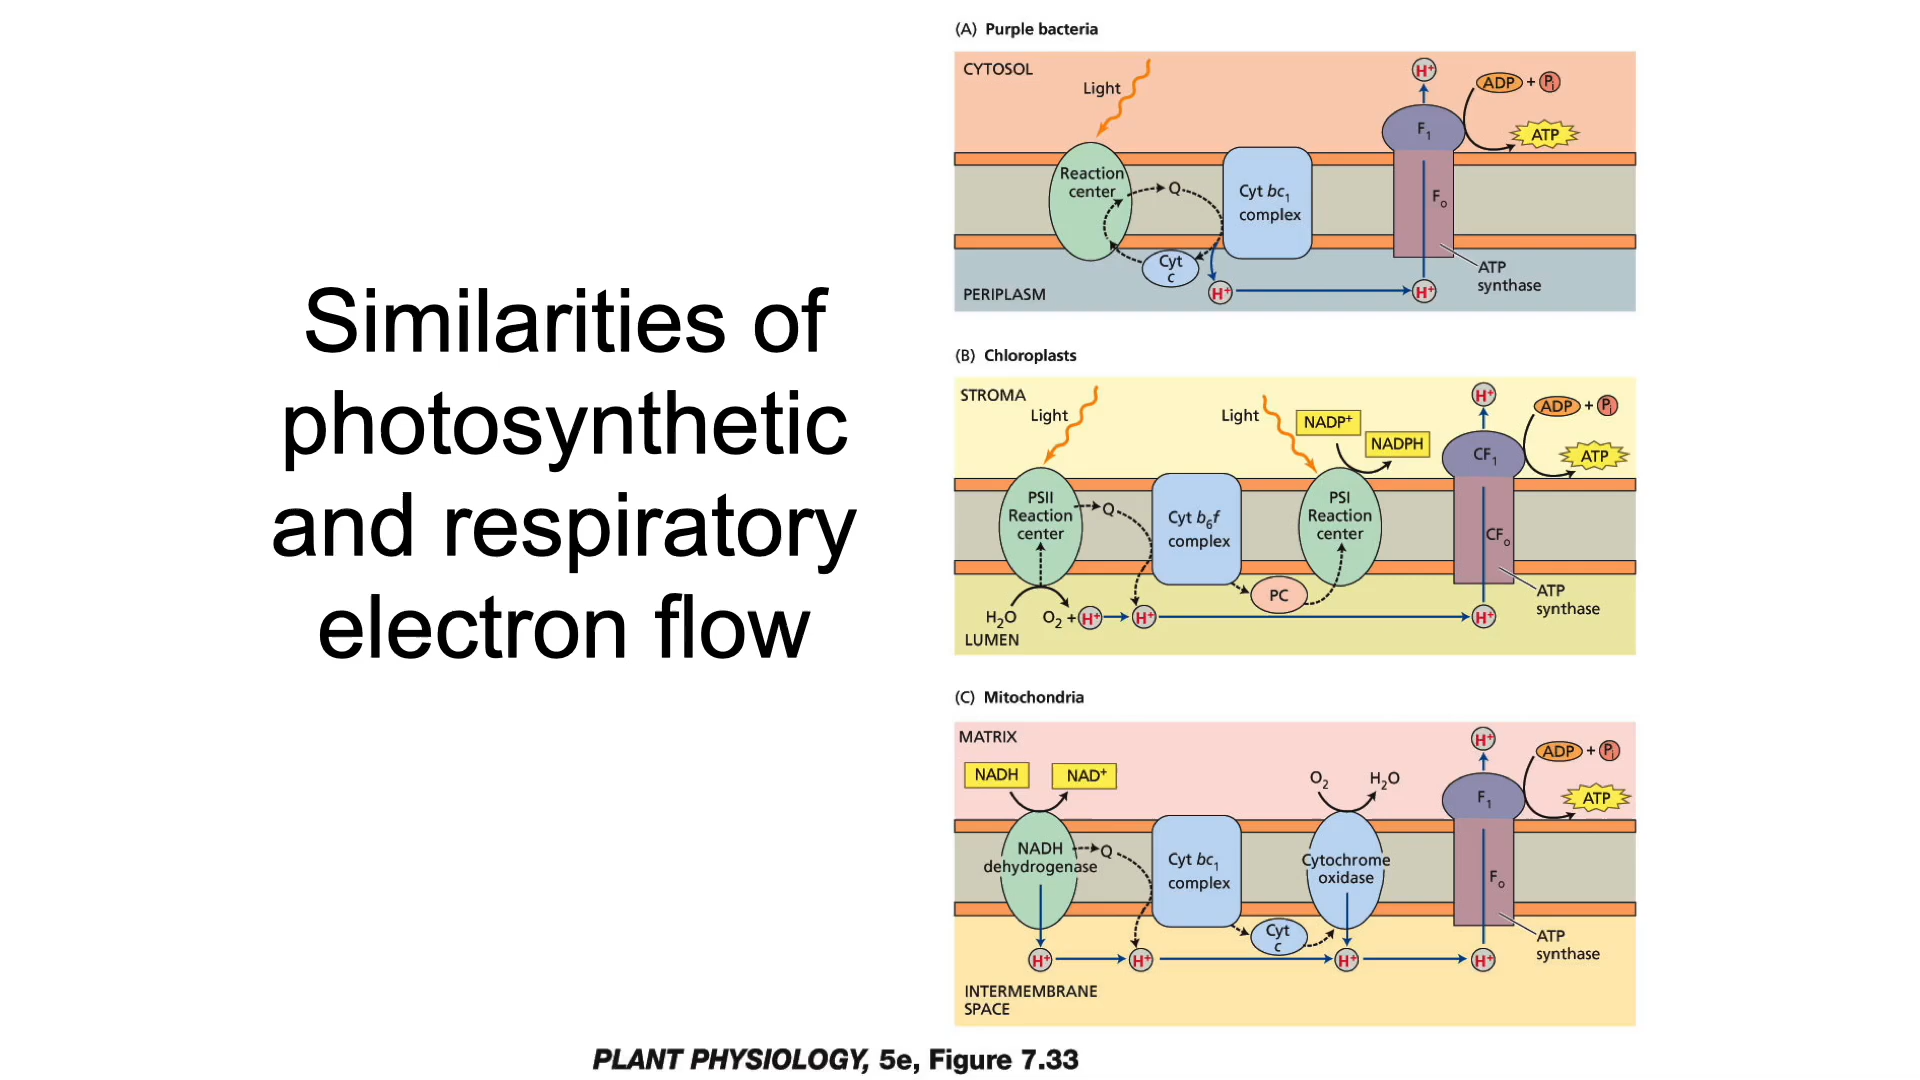 Similarities of
photosynthetic
and respiratory
electron flow
(A) Purple bacteria
CYTOSOL
Light
H⁺
ADP + Pᵢ
F₁
ATP
Reaction
center
Q
Cyt bc₁
complex
Fₒ
Cyt
c
ATP
synthase
PERIPLASM
H⁺
H⁺
(B) Chloroplasts
STROMA
Light
Light
NADP⁺
NADPH
H⁺
ADP + Pᵢ
CF₁
ATP
PSII
Reaction
center
Q
Cyt b₆f
complex
PSI
Reaction
center
CFₒ
PC
ATP
synthase
H₂O
O₂ + H⁺
H⁺
H⁺
LUMEN
(C) Mitochondria
MATRIX
NADH
NAD⁺
O₂
H₂O
H⁺
ADP + Pᵢ
F₁
ATP
NADH
dehydrogenase
Q
Cyt bc₁
complex
Cytochrome
oxidase
Fₒ
Cyt
c
ATP
synthase
H⁺
H⁺
H⁺
H⁺
INTERMEMBRANE
SPACE
PLANT PHYSIOLOGY, 5e, Figure 7.33